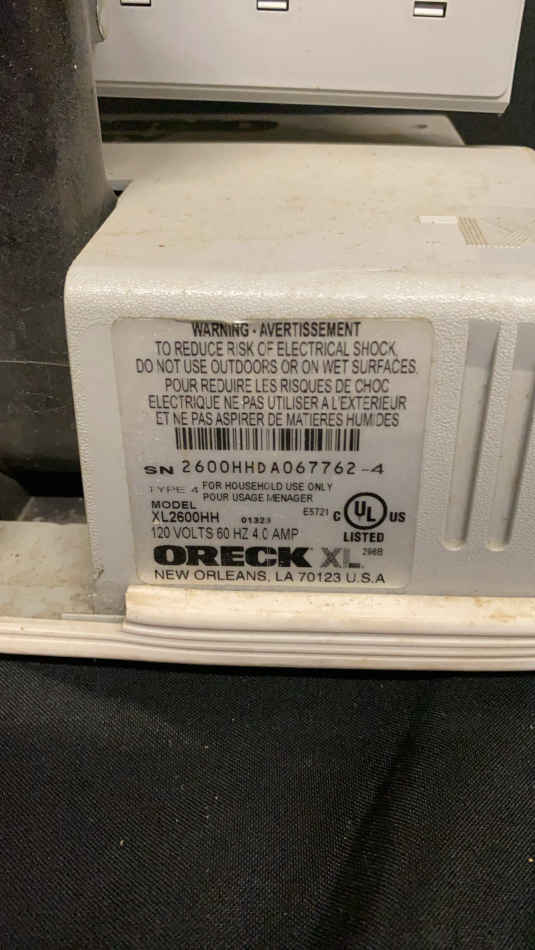 WARNING - AVERTISSEMENT
TO REDUCE RISK OF ELECTRICAL SHOCK,
DO NOT USE OUTDOORS OR ON WET SURFACES.
POUR REDUIRE LES RISQUES DE CHOC
ELECTRIQUE NE PAS UTILISER A L'EXTERIEUR
ET NE PAS ASPIRER DE MATIERES HUMIDES
SN 2600HHDA067762-4
TYPE 4 FOR HOUSEHOLD USE ONLY
POUR USAGE MENAGER
MODEL
XL2600HH 01323 E5721
C UL US
120 VOLTS 60 HZ 4.0 AMP LISTED
ORECK XL 296B
NEW ORLEANS, LA 70123 U.S.A